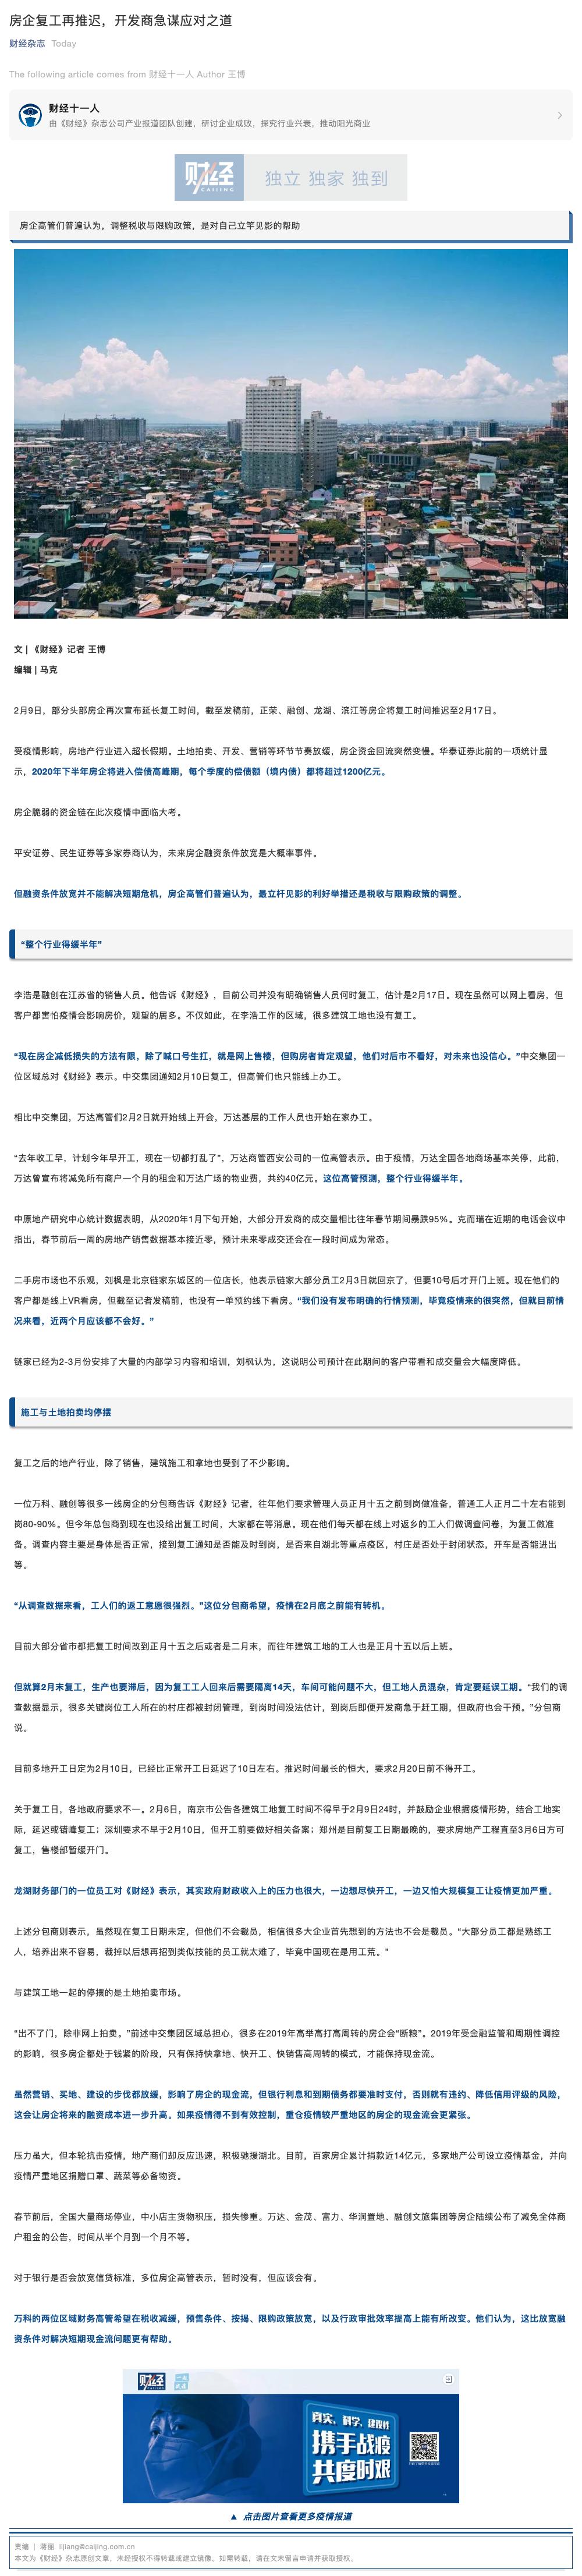 房企复工再推迟，开发商急谋应对之道
财经杂志 Today
The following article comes from 财经十一人 Author 王博
财经十一人
由《财经》杂志公司产业报道团队创建，研讨企业成败，探究行业兴衰，推动阳光商业
财经 CAIJING 独立 独家 独到
房企高管们普遍认为，调整税收与限购政策，是对自己立竿见影的帮助
文 | 《财经》记者 王博
编辑 | 马克
2月9日，部分头部房企再次宣布延长复工时间，截至发稿前，正荣、融创、龙湖、滨江等房企将复工时间推迟至2月17日。
受疫情影响，房地产行业进入超长假期。土地拍卖、开发、营销等环节节奏放缓，房企资金回流突然变慢。华泰证券此前的一项统计显
示，2020年下半年房企将进入偿债高峰期，每个季度的偿债额（境内债）都将超过1200亿元。
房企脆弱的资金链在此次疫情中面临大考。
平安证券、民生证券等多家券商认为，未来房企融资条件放宽是大概率事件。
但融资条件放宽并不能解决短期危机，房企高管们普遍认为，最立杆见影的利好举措还是税收与限购政策的调整。
“整个行业得缓半年”
李浩是融创在江苏省的销售人员。他告诉《财经》，目前公司并没有明确销售人员何时复工，估计是2月17日。现在虽然可以网上看房，但
客户都害怕疫情会影响房价，观望的居多。不仅如此，在李浩工作的区域，很多建筑工地也没有复工。
“现在房企减低损失的方法有限，除了喊口号生扛，就是网上售楼，但购房者肯定观望，他们对后市不看好，对未来也没信心。”中交集团一
位区域总对《财经》表示。中交集团通知2月10日复工，但高管们也只能线上办工。
相比中交集团，万达高管们2月2日就开始线上开会，万达基层的工作人员也开始在家办工。
“去年收工早，计划今年早开工，现在一切都打乱了”，万达商管西安公司的一位高管表示。由于疫情，万达全国各地商场基本关停，此前，
万达曾宣布将减免所有商户一个月的租金和万达广场的物业费，共约40亿元。这位高管预测，整个行业得缓半年。
中原地产研究中心统计数据表明，从2020年1月下旬开始，大部分开发商的成交量相比往年春节期间暴跌95%。克而瑞在近期的电话会议中
指出，春节前后一周的房地产销售数据基本接近零，预计未来零成交还会在一段时间成为常态。
二手房市场也不乐观，刘枫是北京链家东城区的一位店长，他表示链家大部分员工2月3日就回京了，但要10号后才开门上班。现在他们的
客户都是线上VR看房，但截至记者发稿前，也没有一单预约线下看房。“我们没有发布明确的行情预测，毕竟疫情来的很突然，但就目前情
况来看，近两个月应该都不会好。”
链家已经为2-3月份安排了大量的内部学习内容和培训，刘枫认为，这说明公司预计在此期间的客户带看和成交量会大幅度降低。
施工与土地拍卖均停摆
复工之后的地产行业，除了销售，建筑施工和拿地也受到了不少影响。
一位万科、融创等很多一线房企的分包商告诉《财经》记者，往年他们要求管理人员正月十五之前到岗做准备，普通工人正月二十左右能到
岗80-90%。但今年总包商到现在也没给出复工时间，大家都在等消息。现在他们每天都在线上对返乡的工人们做调查问卷，为复工做准
备。调查内容主要是身体是否正常，接到复工通知是否能及时到岗，是否来自湖北等重点疫区，村庄是否处于封闭状态，开车是否能进出
等。
“从调查数据来看，工人们的返工意愿很强烈。”这位分包商希望，疫情在2月底之前能有转机。
目前大部分省市都把复工时间改到正月十五之后或者是二月末，而往年建筑工地的工人也是正月十五以后上班。
但就算2月末复工，生产也要滞后，因为复工工人回来后需要隔离14天，车间可能问题不大，但工地人员混杂，肯定要延误工期。“我们的调
查数据显示，很多关键岗位工人所在的村庄都被封闭管理，到岗时间没法估计，到岗后即便开发商急于赶工期，但政府也会干预。”分包商
说。
目前多地开工日定为2月10日，已经比正常开工日延迟了10日左右。推迟时间最长的恒大，要求2月20日前不得开工。
关于复工日，各地政府要求不一。2月6日，南京市公告各建筑工地复工时间不得早于2月9日24时，并鼓励企业根据疫情形势，结合工地实
际，延迟或错峰复工；深圳要求不早于2月10日，但开工前要做好相关备案；郑州是目前复工日期最晚的，要求房地产工程直至3月6日方可
复工，售楼部暂缓开门。
龙湖财务部门的一位员工对《财经》表示，其实政府财政收入上的压力也很大，一边想尽快开工，一边又怕大规模复工让疫情更加严重。
上述分包商则表示，虽然现在复工日期未定，但他们不会裁员，相信很多大企业首先想到的方法也不会是裁员。“大部分员工都是熟练工
人，培养出来不容易，裁掉以后想再招到类似技能的员工就太难了，毕竟中国现在是用工荒。”
与建筑工地一起的停摆的是土地拍卖市场。
“出不了门，除非网上拍卖。”前述中交集团区域总担心，很多在2019年高举高打高周转的房企会“断粮”。2019年受金融监管和周期性调控
的影响，很多房企都处于钱紧的阶段，只有保持快拿地、快开工、快销售高周转的模式，才能保持现金流。
虽然营销、买地、建设的步伐都放缓，影响了房企的现金流，但银行利息和到期债务都要准时支付，否则就有违约、降低信用评级的风险，
这会让房企将来的融资成本进一步升高。如果疫情得不到有效控制，重仓疫情较严重地区的房企的现金流会更紧张。
压力虽大，但本轮抗击疫情，地产商们却反应迅速，积极驰援湖北。目前，百家房企累计捐款近14亿元，多家地产公司设立疫情基金，并向
疫情严重地区捐赠口罩、蔬菜等必备物资。
春节前后，全国大量商场停业，中小店主货物积压，损失惨重。万达、金茂、富力、华润置地、融创文旅集团等房企陆续公布了减免全体商
户租金的公告，时间从半个月到一个月不等。
对于银行是否会放宽信贷标准，多位房企高管表示，暂时没有，但应该会有。
万科的两位区域财务高管希望在税收减缓，预售条件、按揭、限购政策放宽，以及行政审批效率提高上能有所改变。他们认为，这比放宽融
资条件对解决短期现金流问题更有帮助。
财经
真实、科学、建设性
携手战疫
共度时艰
▲ 点击图片查看更多疫情报道
责编 | 蒋丽 lijiang@caijing.com.cn
本文为《财经》杂志原创文章，未经授权不得转载或建立镜像。如需转载，请在文末留言申请并获取授权。